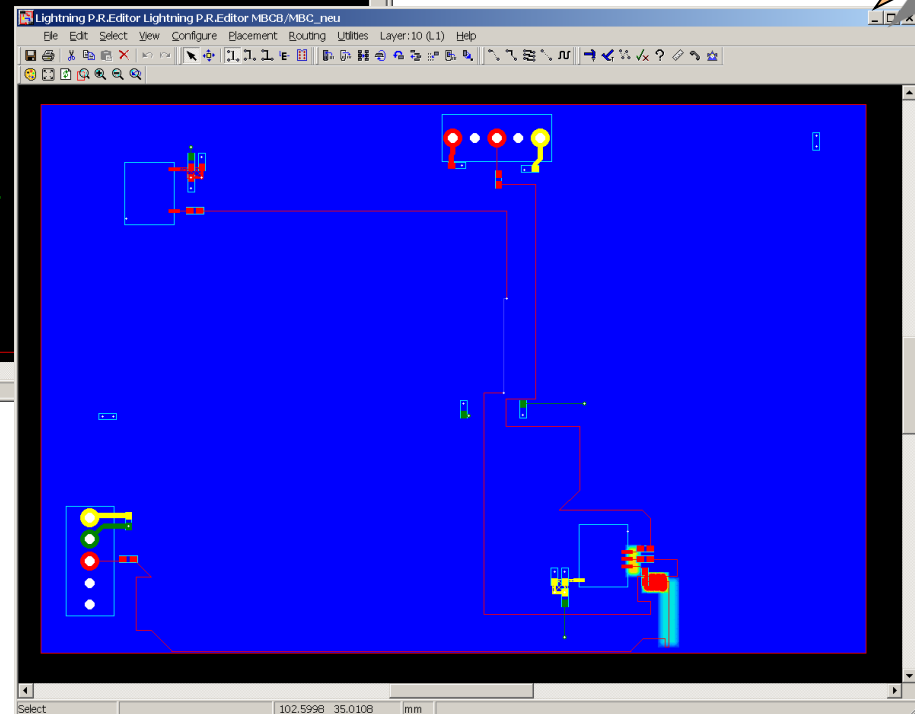 Lightning P.R.Editor Lightning P.R.Editor MBC8/MBC_neu
File Edit Select View Configure Placement Routing Utilities Layer:10 (L1) Help
Select 102.5998 35.0108 mm